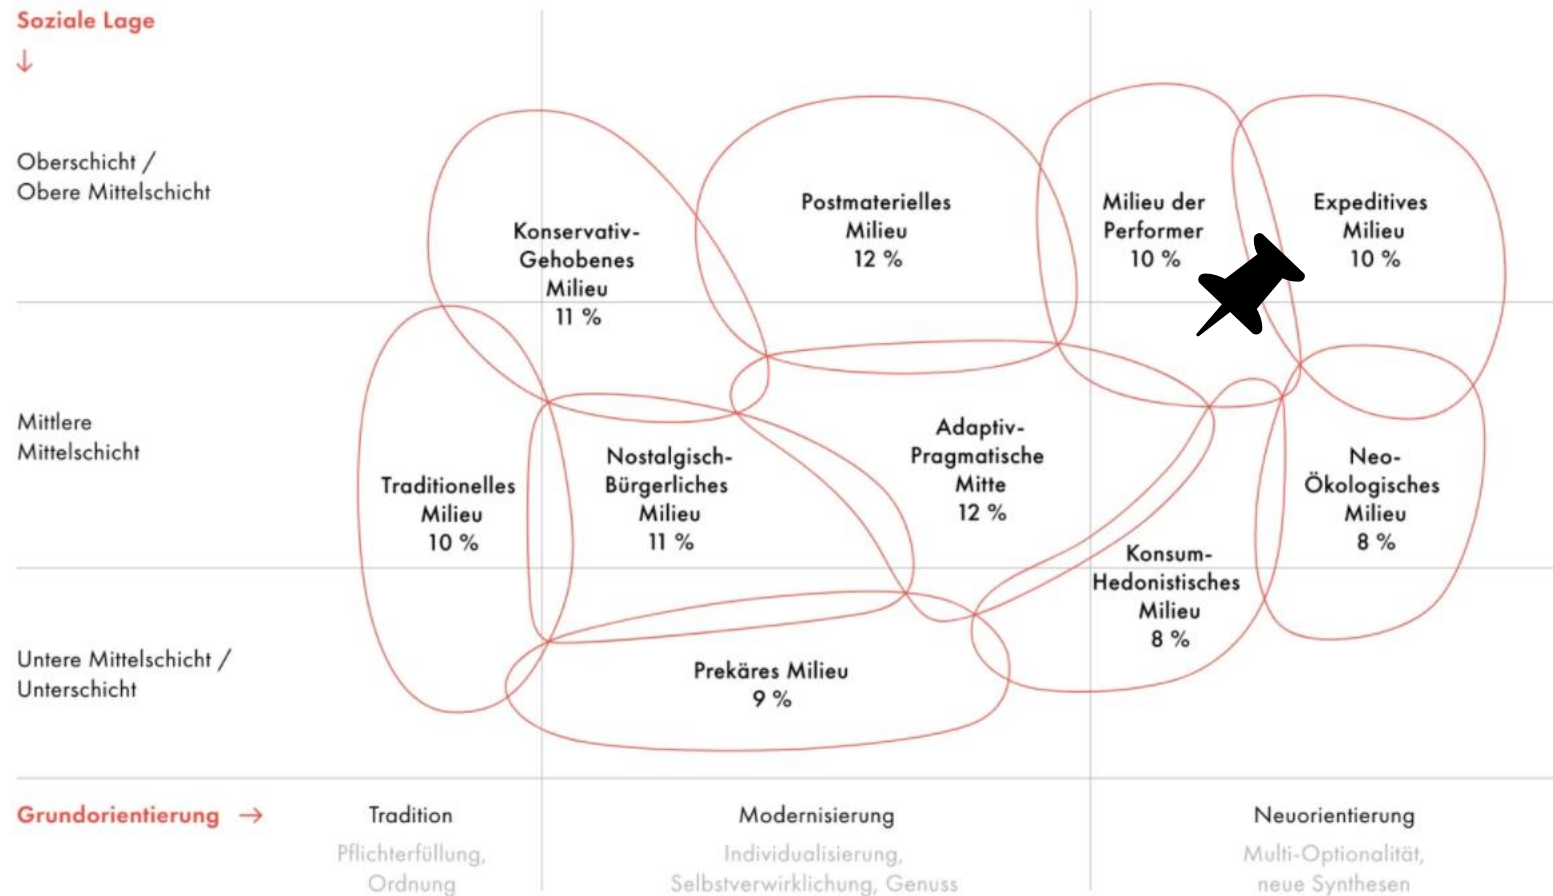 Soziale Lage
↓
Oberschicht /
Obere Mittelschicht
Konservativ-
Gehobenes
Milieu
11 %
Postmaterielles
Milieu
12 %
Milieu der
Performer
10 %
Expeditives
Milieu
10 %
Mittlere
Mittelschicht
Traditionelles
Milieu
10 %
Nostalgisch-
Bürgerliches
Milieu
11 %
Adaptiv-
Pragmatische
Mitte
12 %
Konsum-
Hedonistisches
Milieu
8 %
Neo-
Ökologisches
Milieu
8 %
Untere Mittelschicht /
Unterschicht
Prekäres Milieu
9 %
Grundorientierung →
Tradition
Pflichterfüllung,
Ordnung
Modernisierung
Individualisierung,
Selbstverwirklichung, Genuss
Neuorientierung
Multi-Optionalität,
neue Synthesen